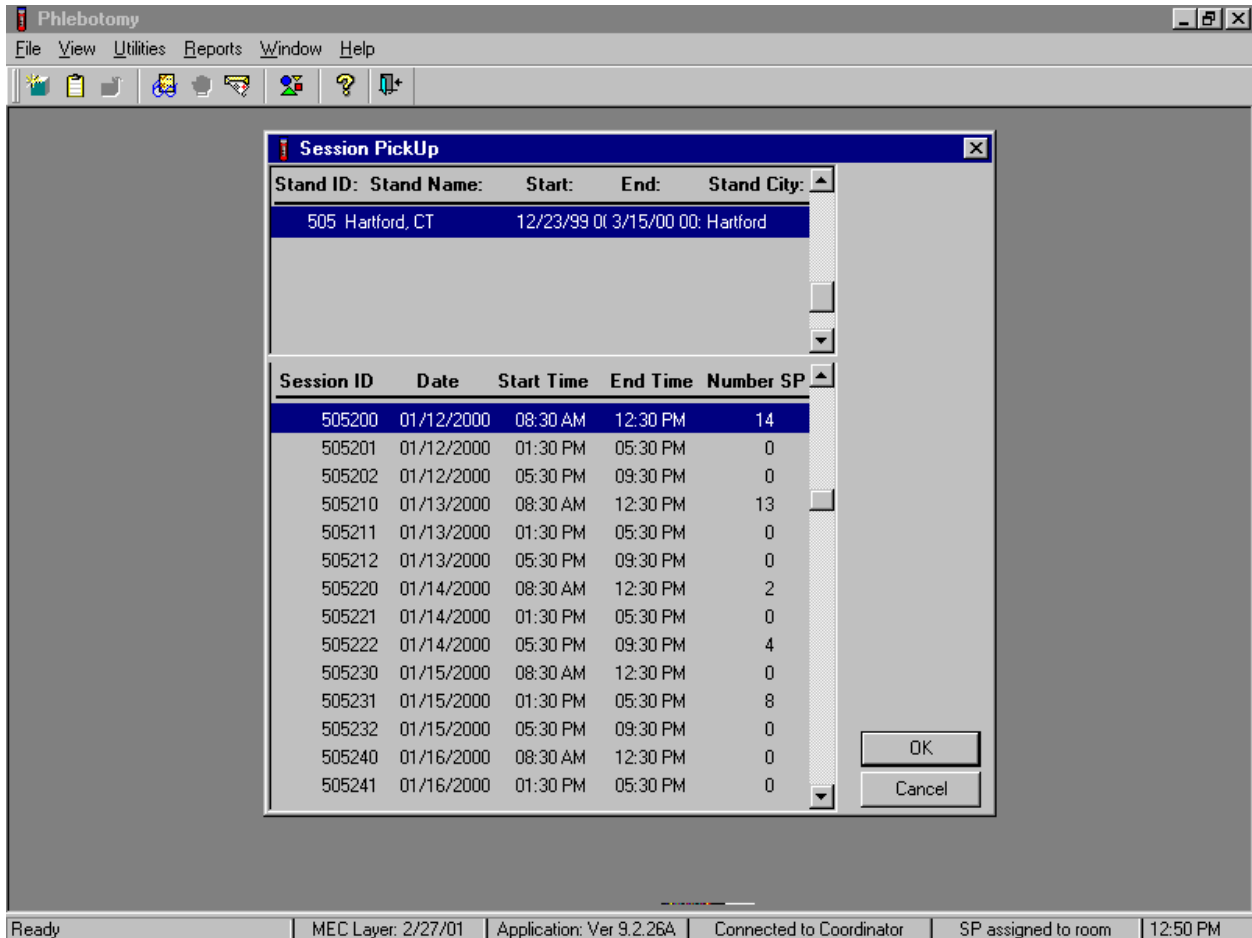 Phlebotomy
File View Utilities Reports Window Help
Session PickUp
Stand ID: Stand Name: Start: End: Stand City:
505 Hartford, CT 12/23/99 0( 3/15/00 00: Hartford
Session ID Date Start Time End Time Number SP
505200 01/12/2000 08:30 AM 12:30 PM 14
505201 01/12/2000 01:30 PM 05:30 PM 0
505202 01/12/2000 05:30 PM 09:30 PM 0
505210 01/13/2000 08:30 AM 12:30 PM 13
505211 01/13/2000 01:30 PM 05:30 PM 0
505212 01/13/2000 05:30 PM 09:30 PM 0
505220 01/14/2000 08:30 AM 12:30 PM 2
505221 01/14/2000 01:30 PM 05:30 PM 0
505222 01/14/2000 05:30 PM 09:30 PM 4
505230 01/15/2000 08:30 AM 12:30 PM 0
505231 01/15/2000 01:30 PM 05:30 PM 8
505232 01/15/2000 05:30 PM 09:30 PM 0
505240 01/16/2000 08:30 AM 12:30 PM 0
505241 01/16/2000 01:30 PM 05:30 PM 0
OK
Cancel
Ready MEC Layer: 2/27/01 Application: Ver 9.2.26A Connected to Coordinator SP assigned to room 12:50 PM